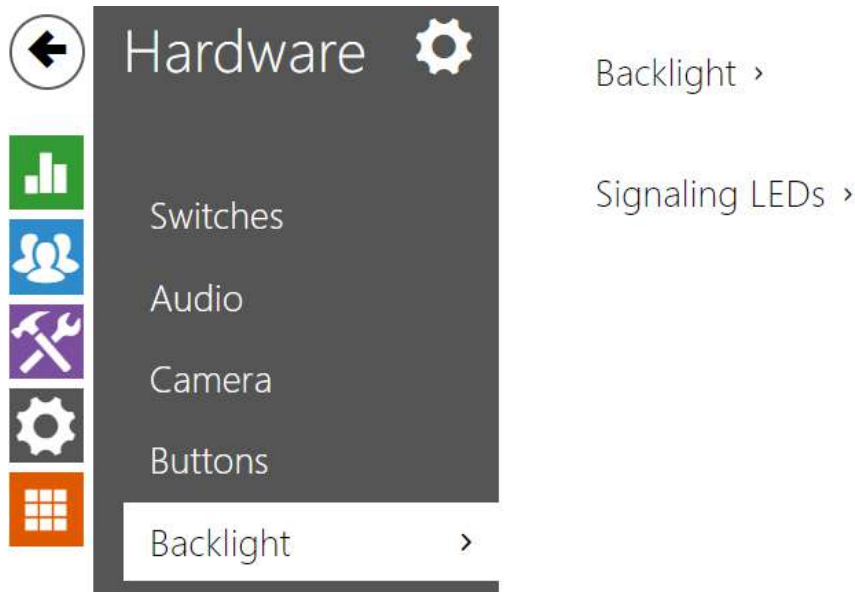 Hardware
Switches
Audio
Camera
Buttons
Backlight >
Backlight >
Signaling LEDs >